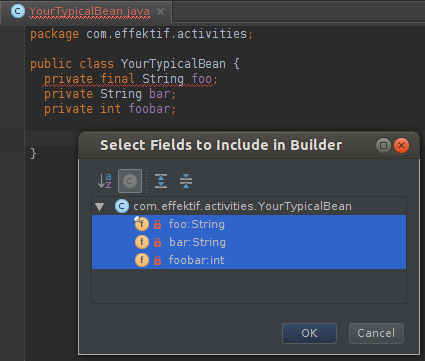 YourTypicalBean.java
package com.effektif.activities;
public class YourTypicalBean {
private final String foo;
private String bar;
private int foobar;
}
Select Fields to Include in Builder
com.effektif.activities.YourTypicalBean
foo:String
bar:String
foobar:int
OK Cancel